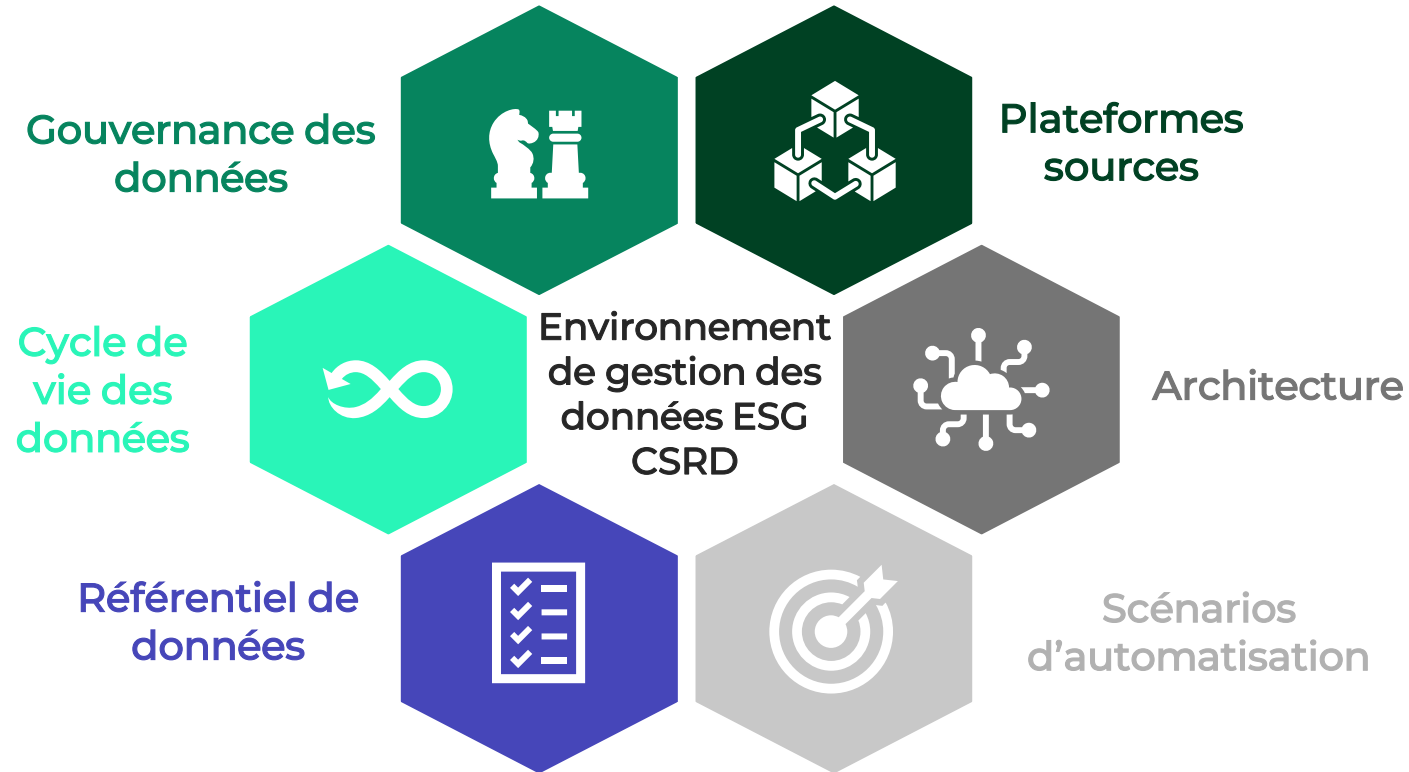 Gouvernance des
données
Plateformes
sources
Cycle de
vie des
données
Environnement
de gestion des
données ESG
CSRD
Architecture
Référentiel de
données
Scénarios
d’automatisation